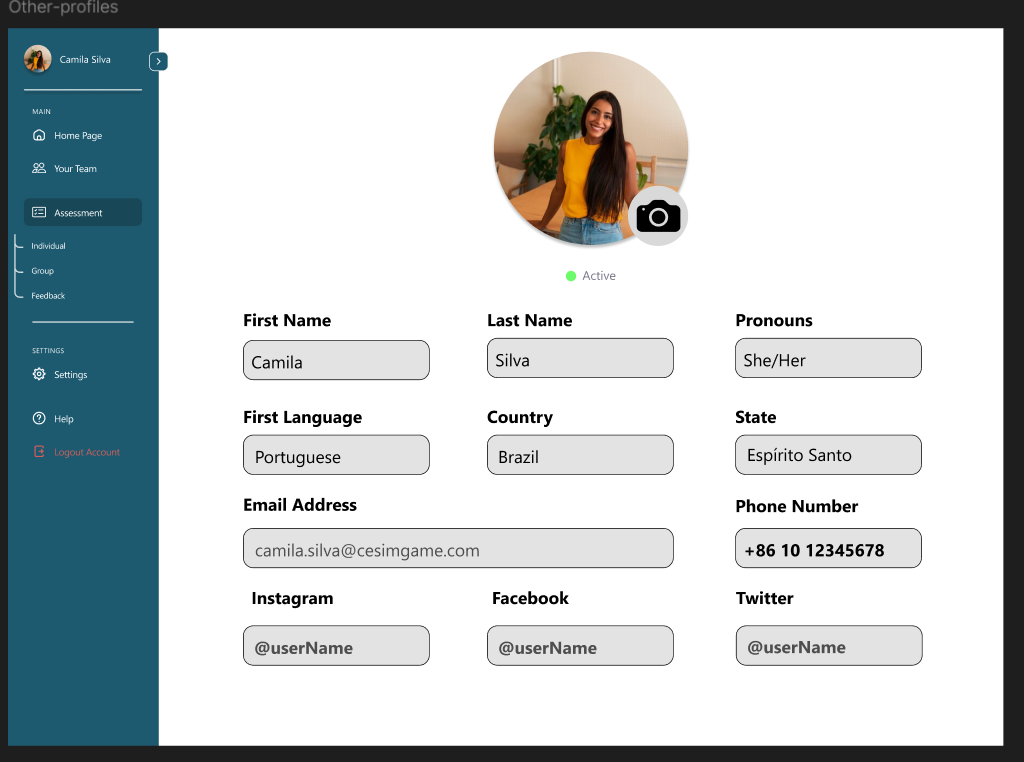 Other-profiles
Camila Silva
MAIN
Home Page
Your Team
Assessment
Individual
Group
Feedback
SETTINGS
Settings
Help
Logout Account
Active
First Name
Last Name
Pronouns
Camila
Silva
She/Her
First Language
Country
State
Portuguese
Brazil
Espírito Santo
Email Address
Phone Number
camila.silva@cesimgame.com
+86 10 12345678
Instagram
Facebook
Twitter
@userName
@userName
@userName